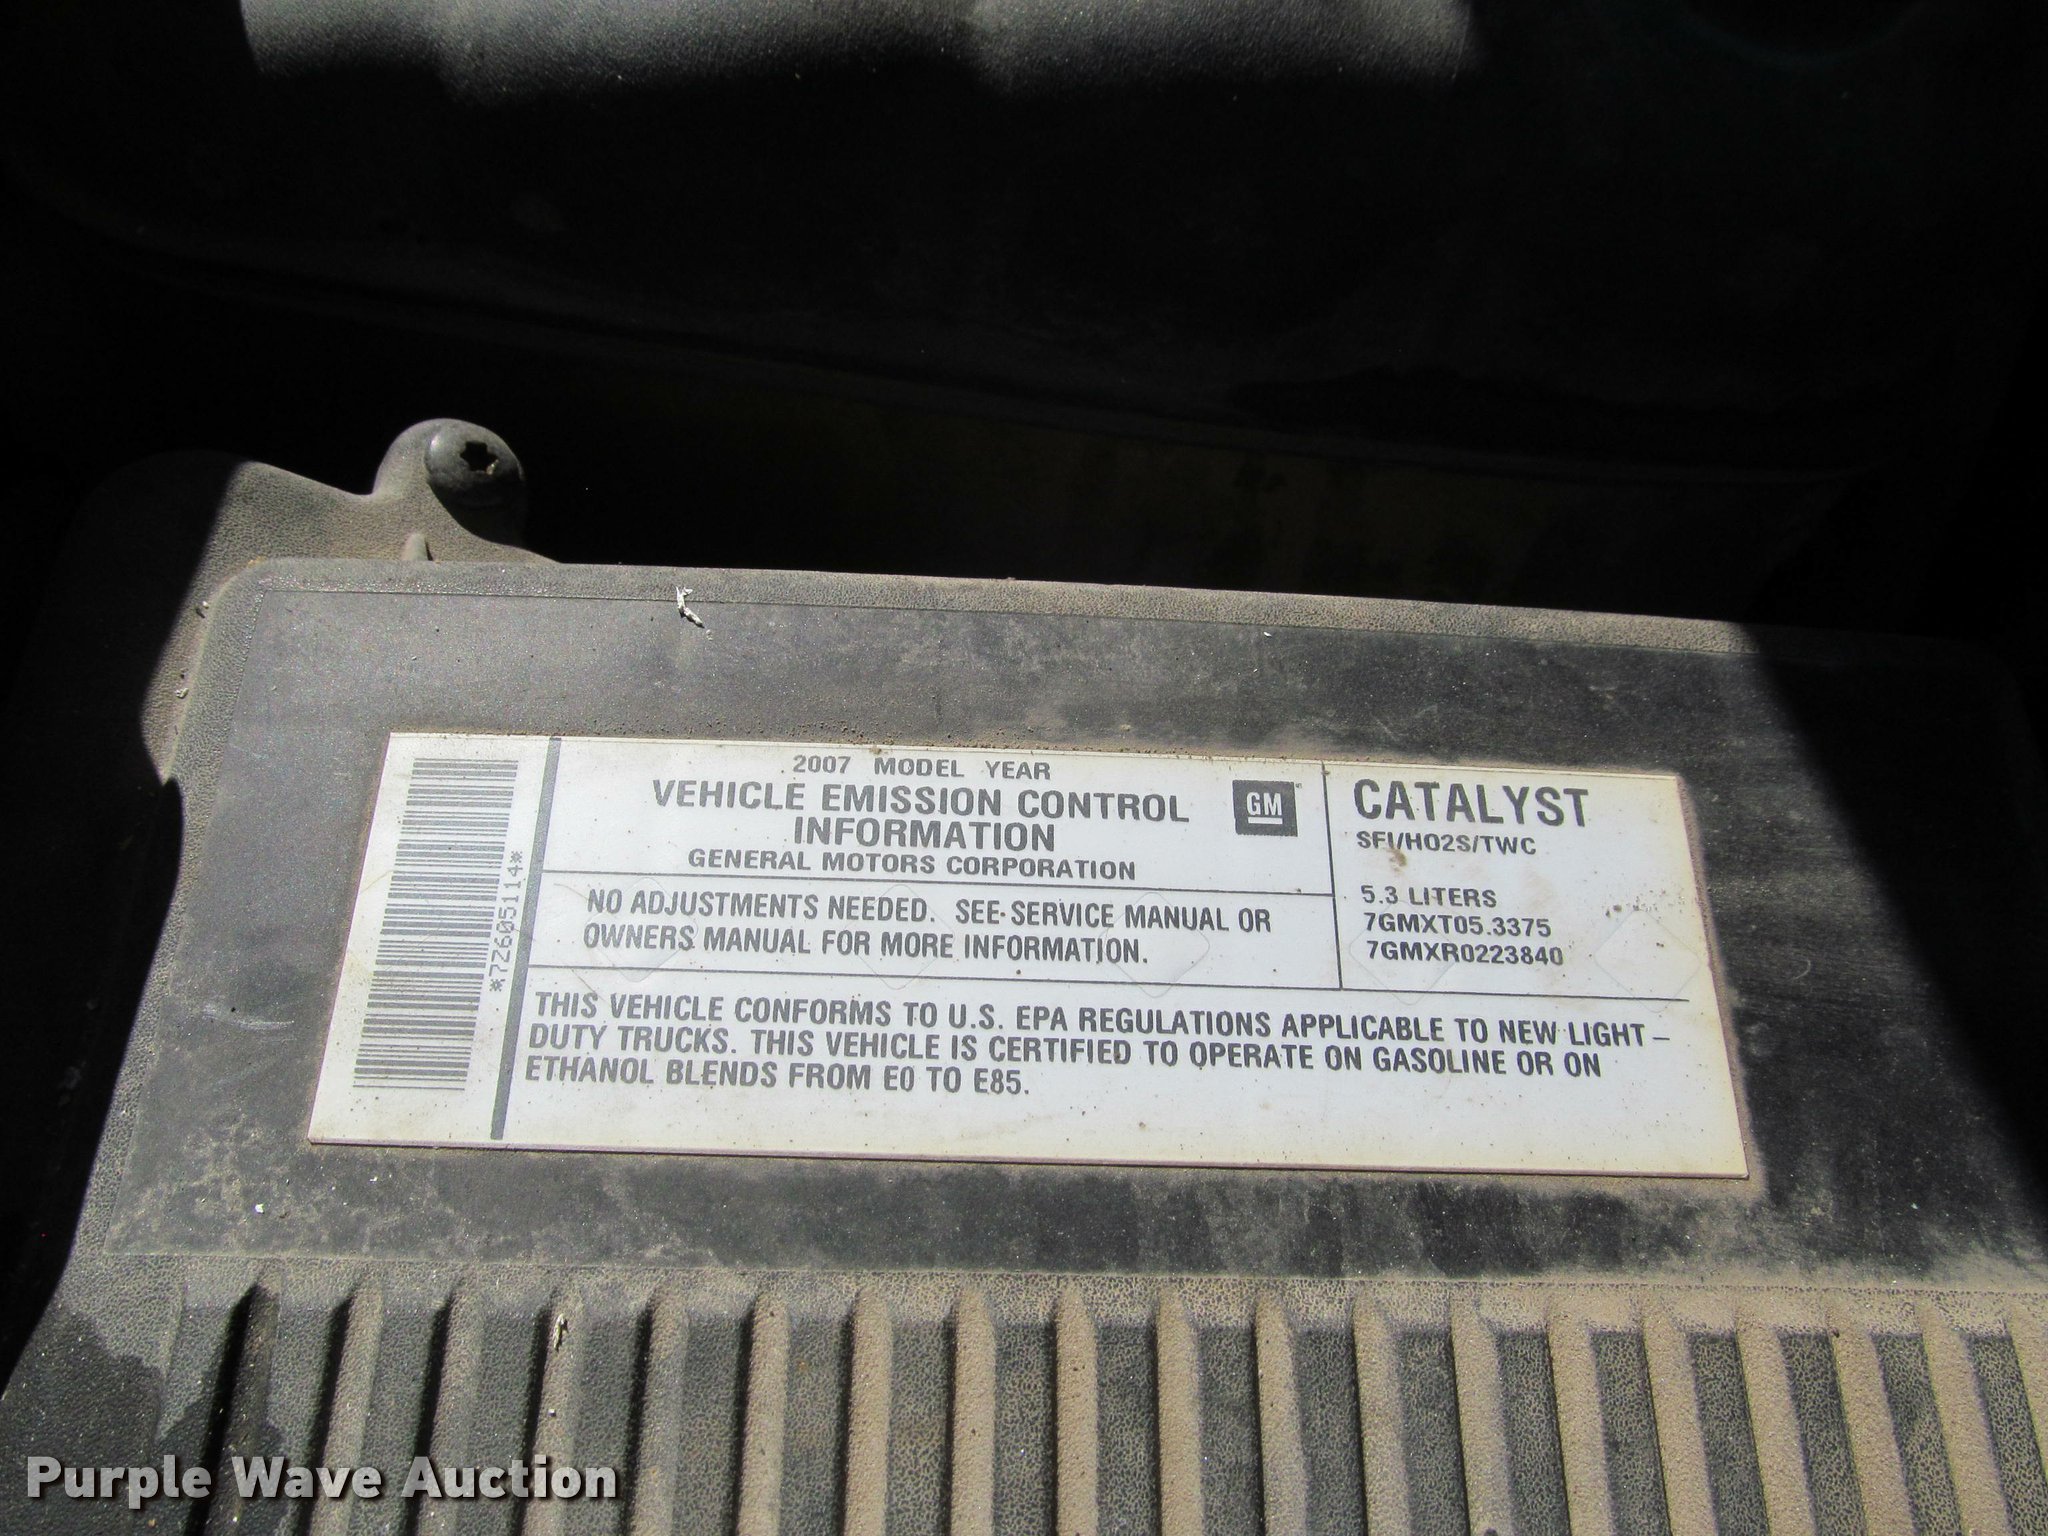 2007 MODEL YEAR
VEHICLE EMISSION CONTROL
INFORMATION
GENERAL MOTORS CORPORATION
GM
CATALYST
SFI/HO2S/TWC
5.3 LITERS
7GMXT05.3375
7GMXR0223840
*7Z605114*
NO ADJUSTMENTS NEEDED. SEE SERVICE MANUAL OR
OWNERS MANUAL FOR MORE INFORMATION.
THIS VEHICLE CONFORMS TO U.S. EPA REGULATIONS APPLICABLE TO NEW LIGHT-
DUTY TRUCKS. THIS VEHICLE IS CERTIFIED TO OPERATE ON GASOLINE OR ON
ETHANOL BLENDS FROM E0 TO E85.
Purple Wave Auction